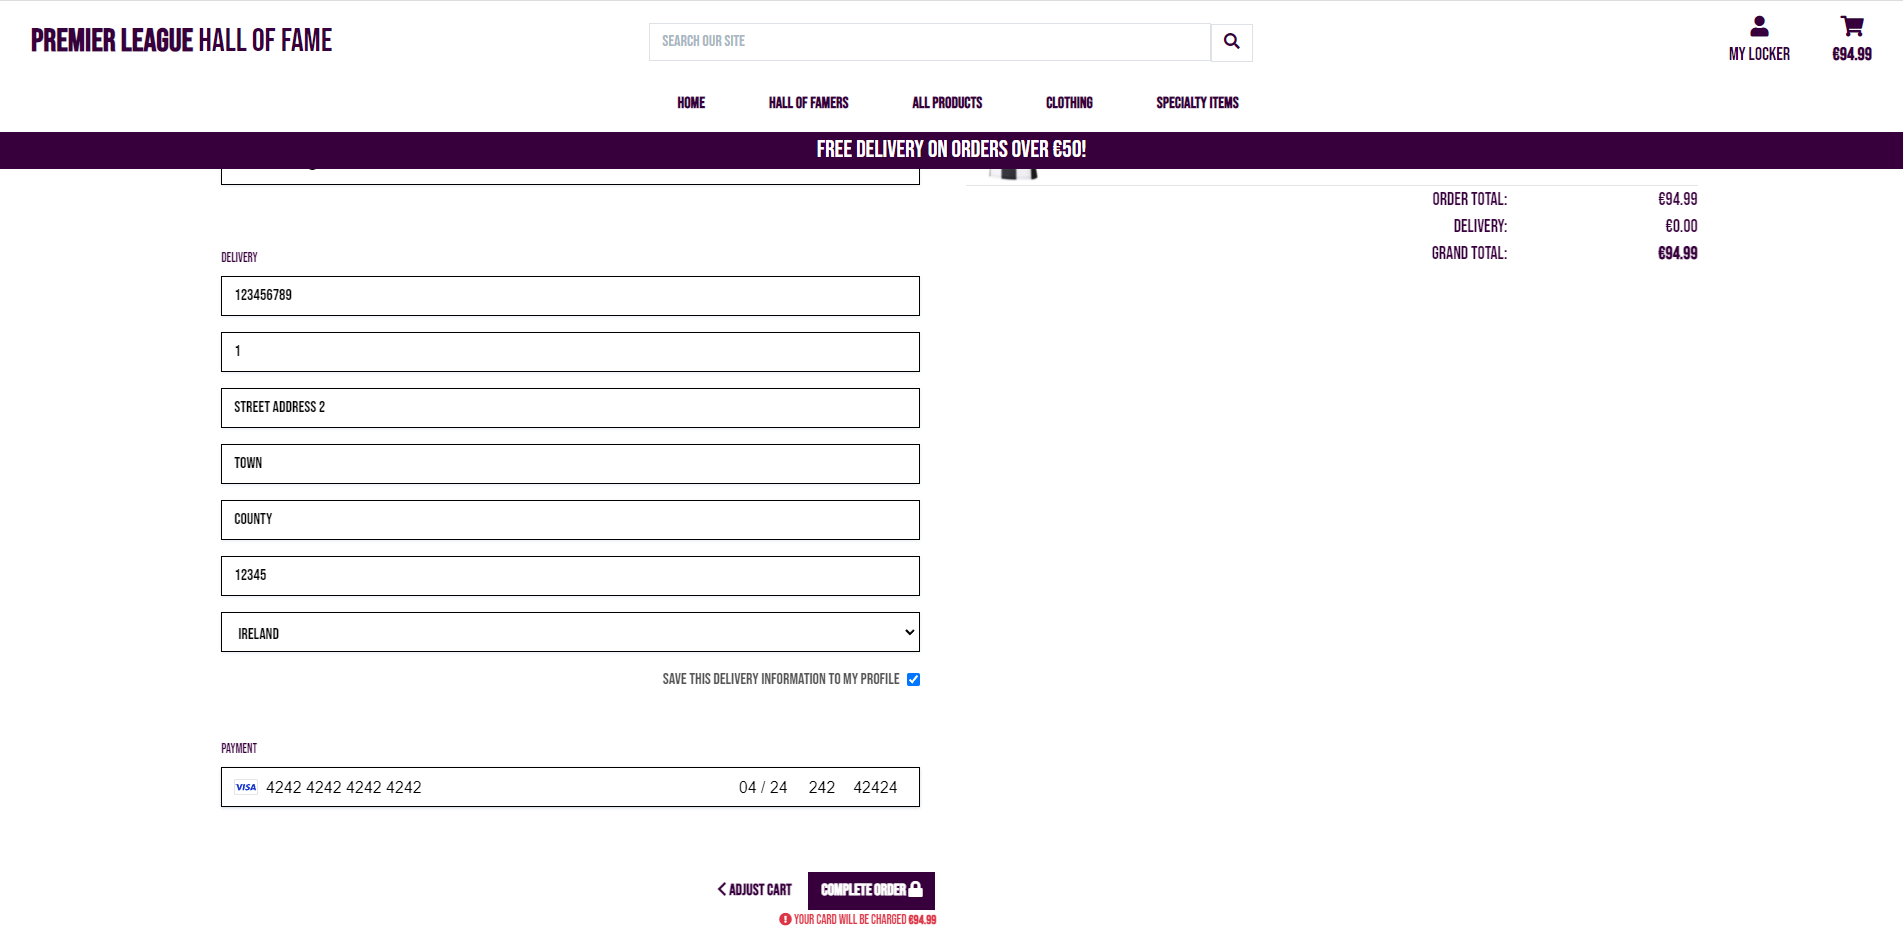 PREMIER LEAGUE HALL OF FAME
SEARCH OUR SITE
MY LOCKER
€94.99
HOME
HALL OF FAMERS
ALL PRODUCTS
CLOTHING
SPECIALTY ITEMS
FREE DELIVERY ON ORDERS OVER €50!
ORDER TOTAL: €94.99
DELIVERY: €0.00
GRAND TOTAL: €94.99
DELIVERY
123456789
1
STREET ADDRESS 2
TOWN
COUNTY
12345
IRELAND
SAVE THIS DELIVERY INFORMATION TO MY PROFILE
PAYMENT
VISA 4242 4242 4242 4242 04 / 24 242 42424
ADJUST CART
COMPLETE ORDER
YOUR CARD WILL BE CHARGED €94.99